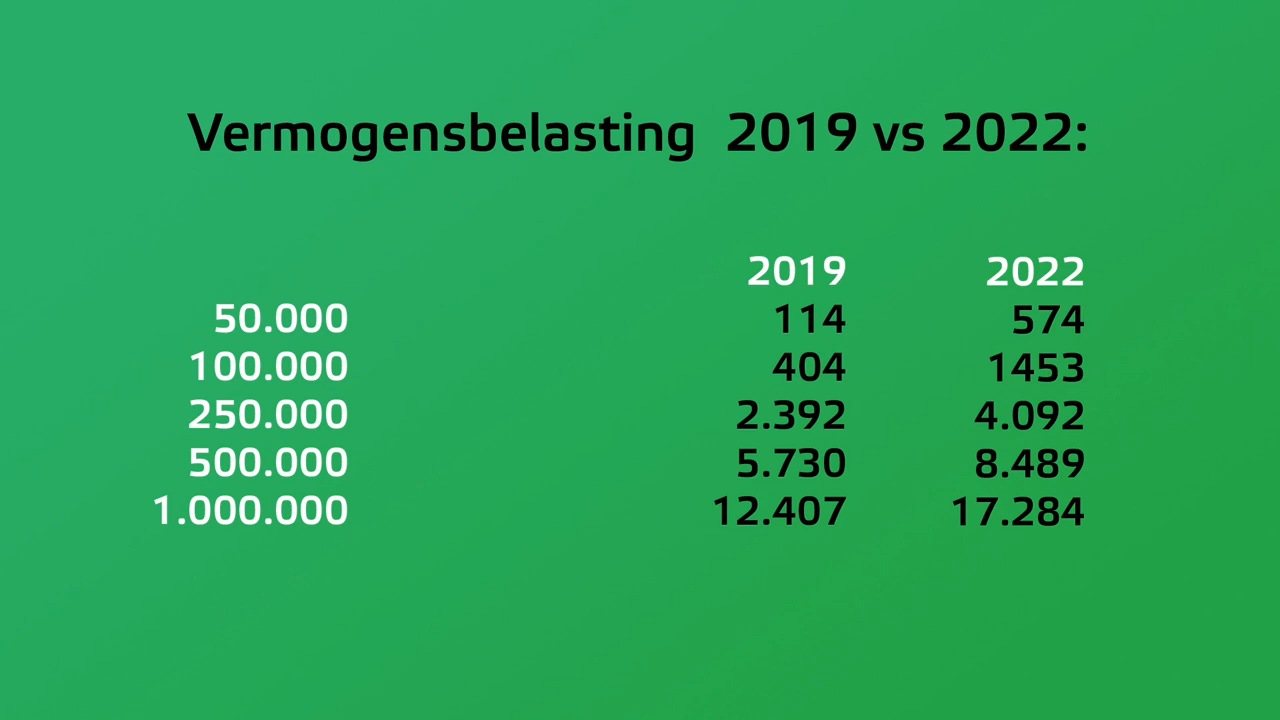 Vermogensbelasting 2019 vs 2022:
2019 2022
50.000 114 574
100.000 404 1453
250.000 2.392 4.092
500.000 5.730 8.489
1.000.000 12.407 17.284